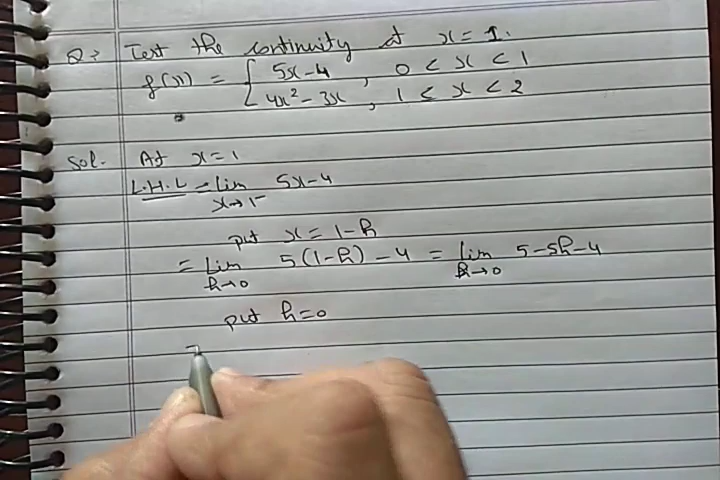 Q: Test the continuity at x = 1.
f(x) = { 5x-4 , 0 < x < 1
4x² - 3x , 1 < x < 2
Sol. At x = 1
L.H.L = lim x→1⁻ 5x-4
put x = 1-h
= lim h→0 5(1-h) - 4 = lim h→0 5-5h-4
put h=0